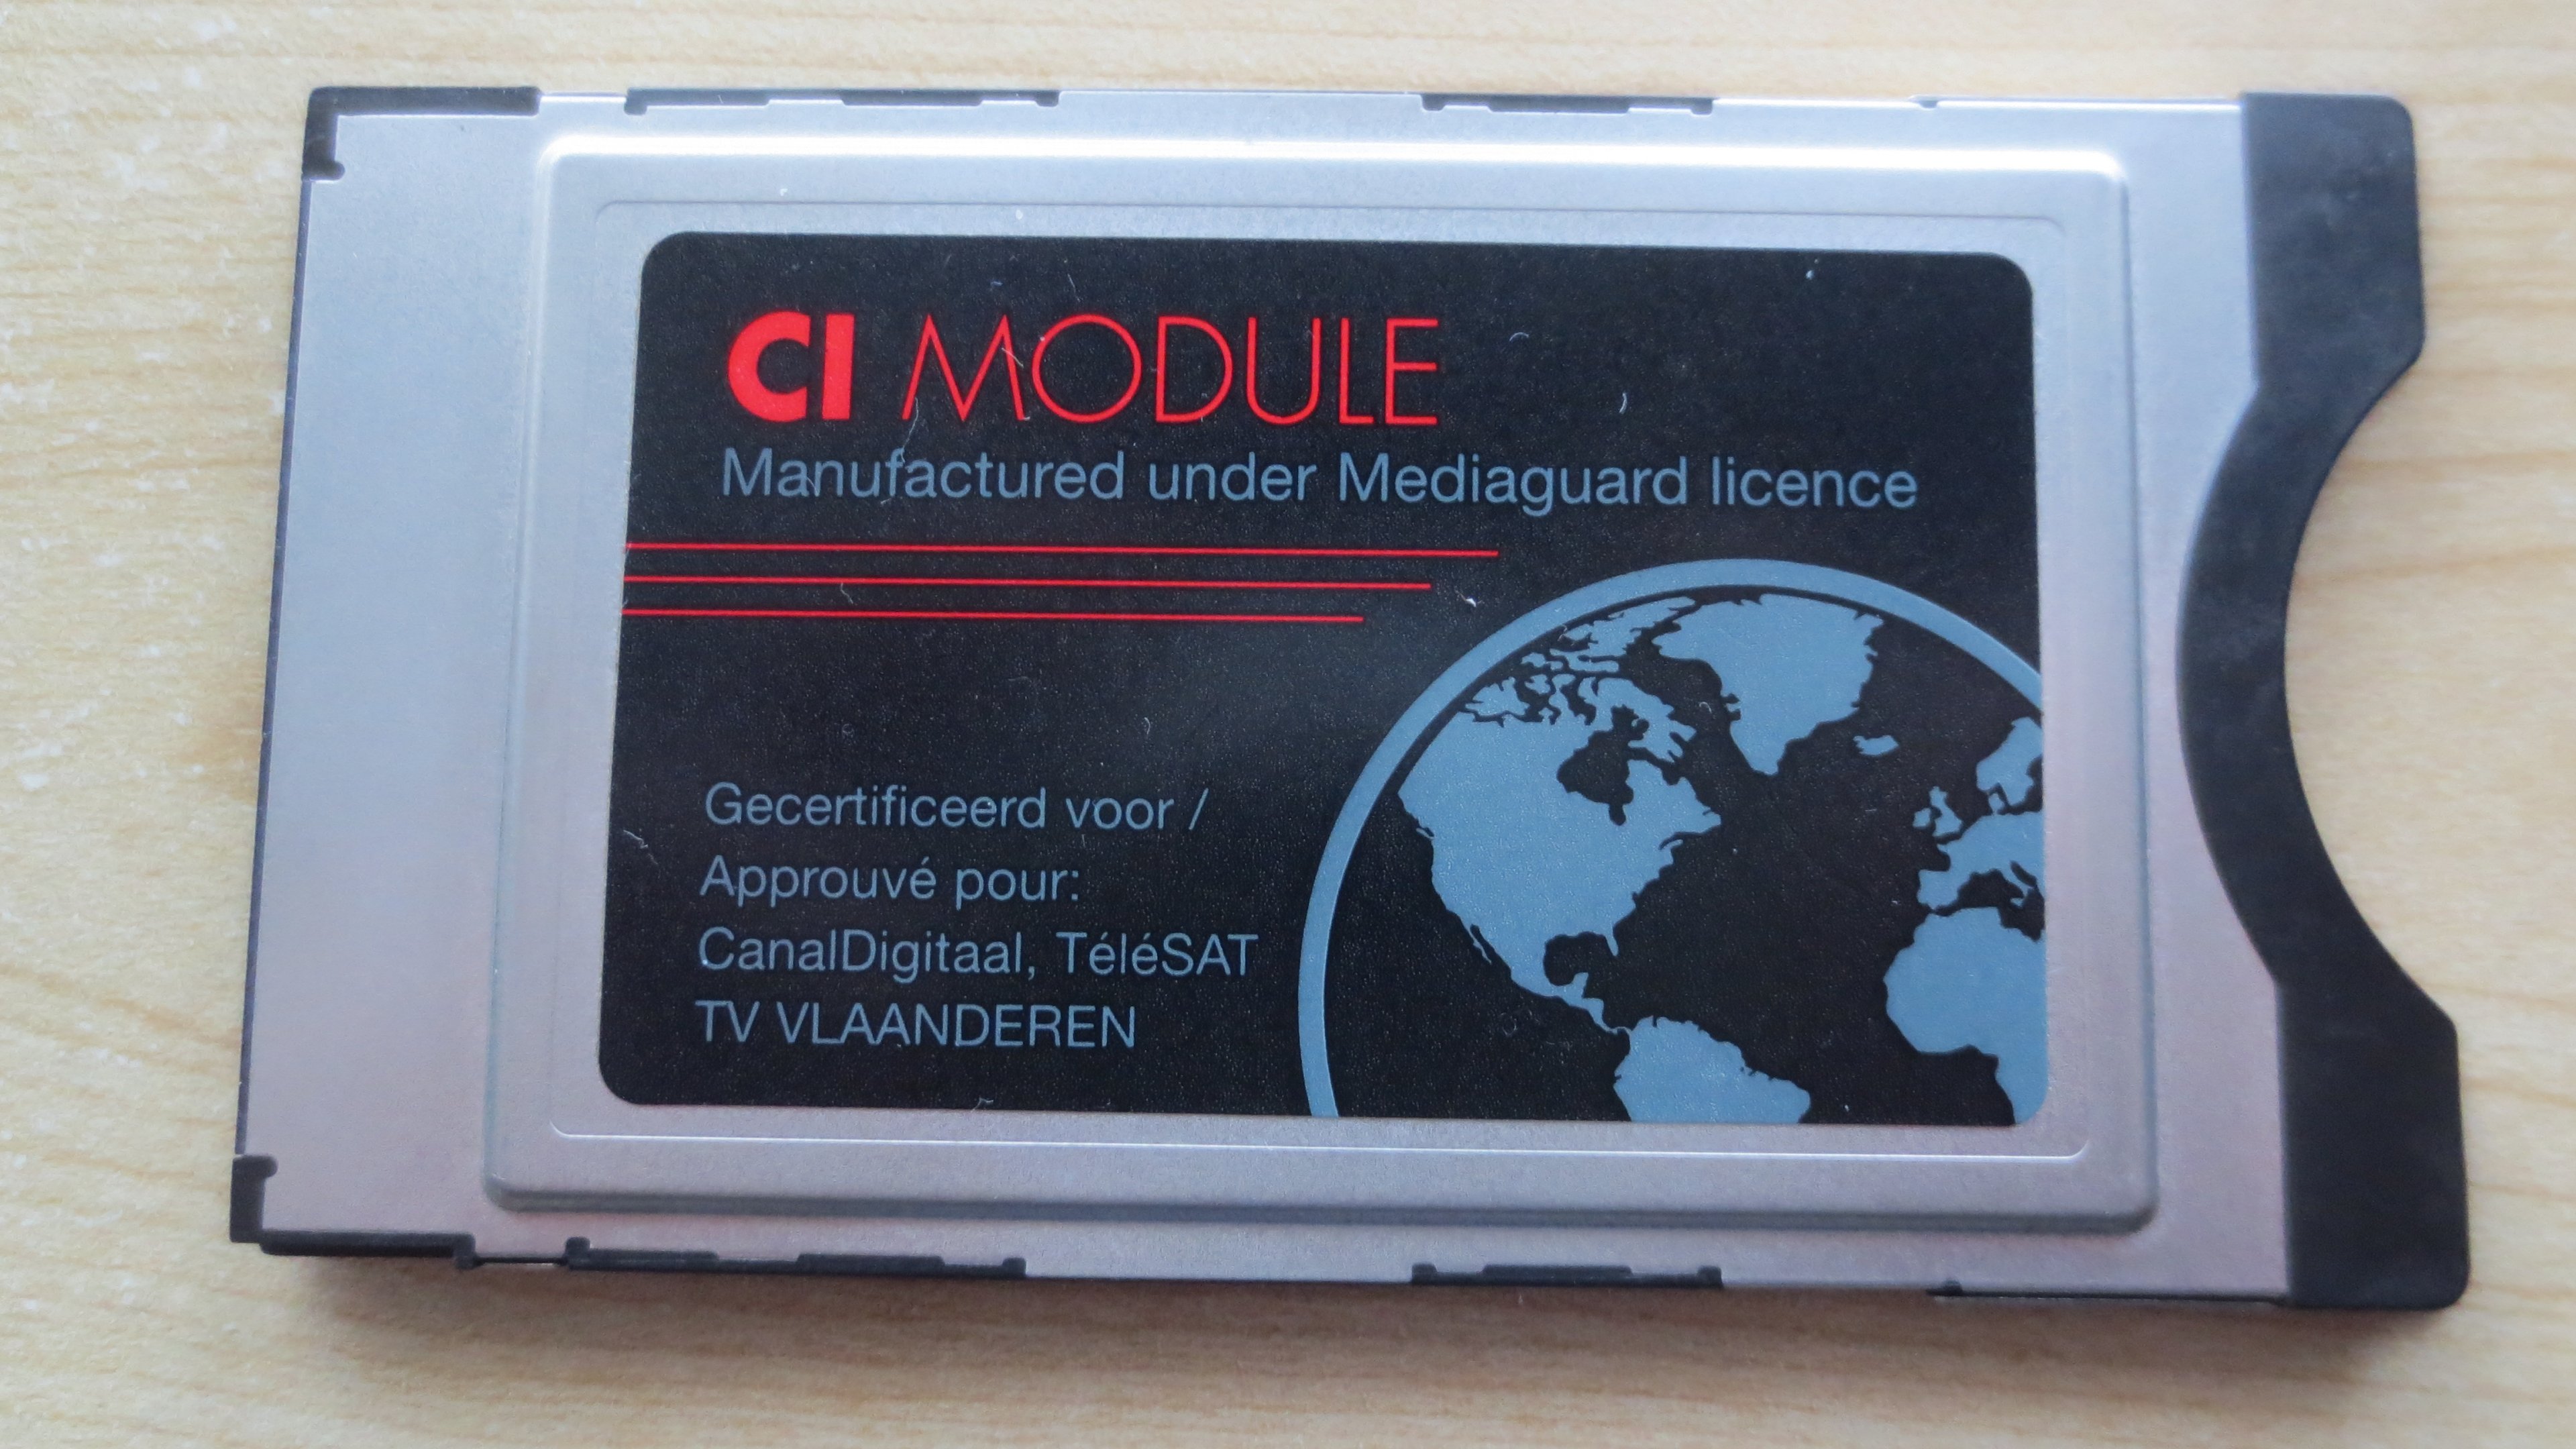 CI MODULE
Manufactured under Mediaguard licence
Gecertificeerd voor /
Approuvé pour:
CanalDigitaal, TéléSAT
TV VLAANDEREN